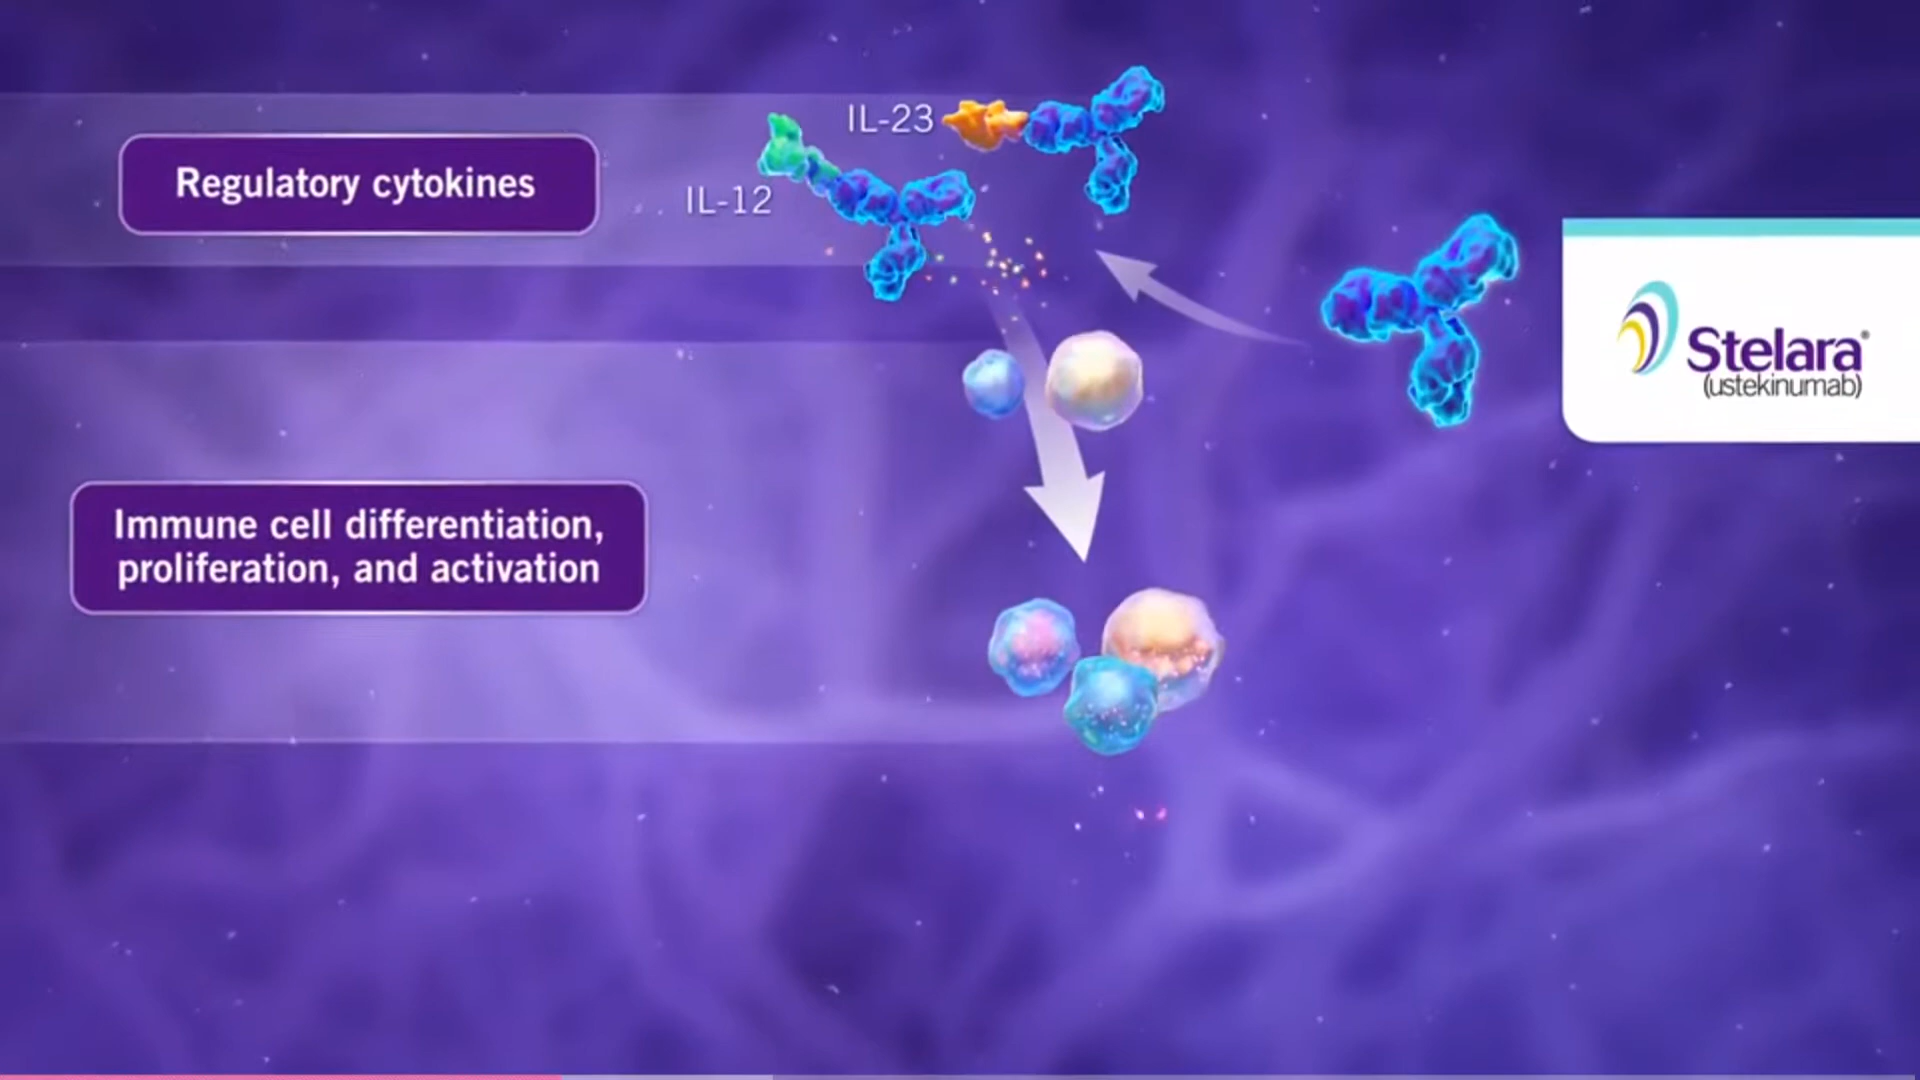 IL-23
Regulatory cytokines
IL-12
Stelara®
(ustekinumab)
Immune cell differentiation,
proliferation, and activation